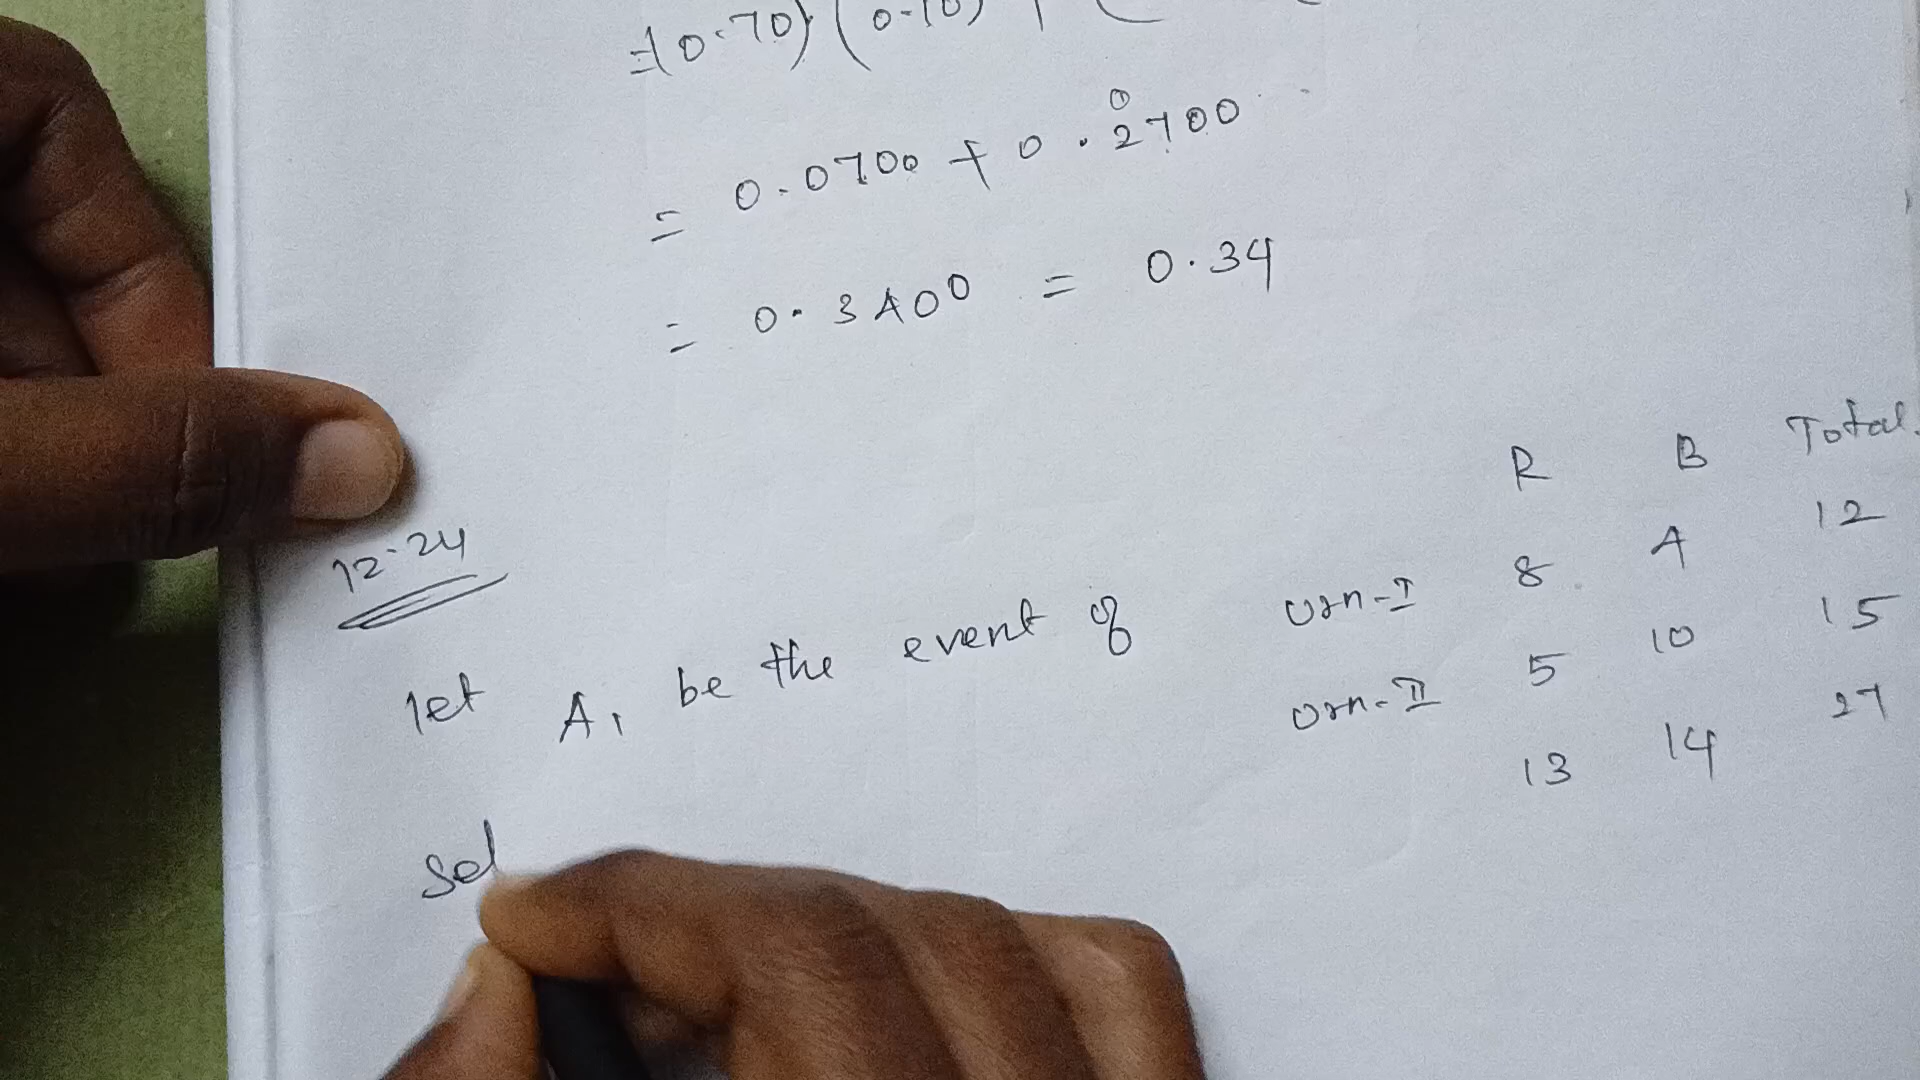 =(0.70)(0.10) + (
= 0.0700 + 0.2700
= 0.3400 = 0.34
12.24
let A1 be the event of
Sel
R B Total
Urn-I 8 4 12
Urn-II 5 10 15
13 14 27